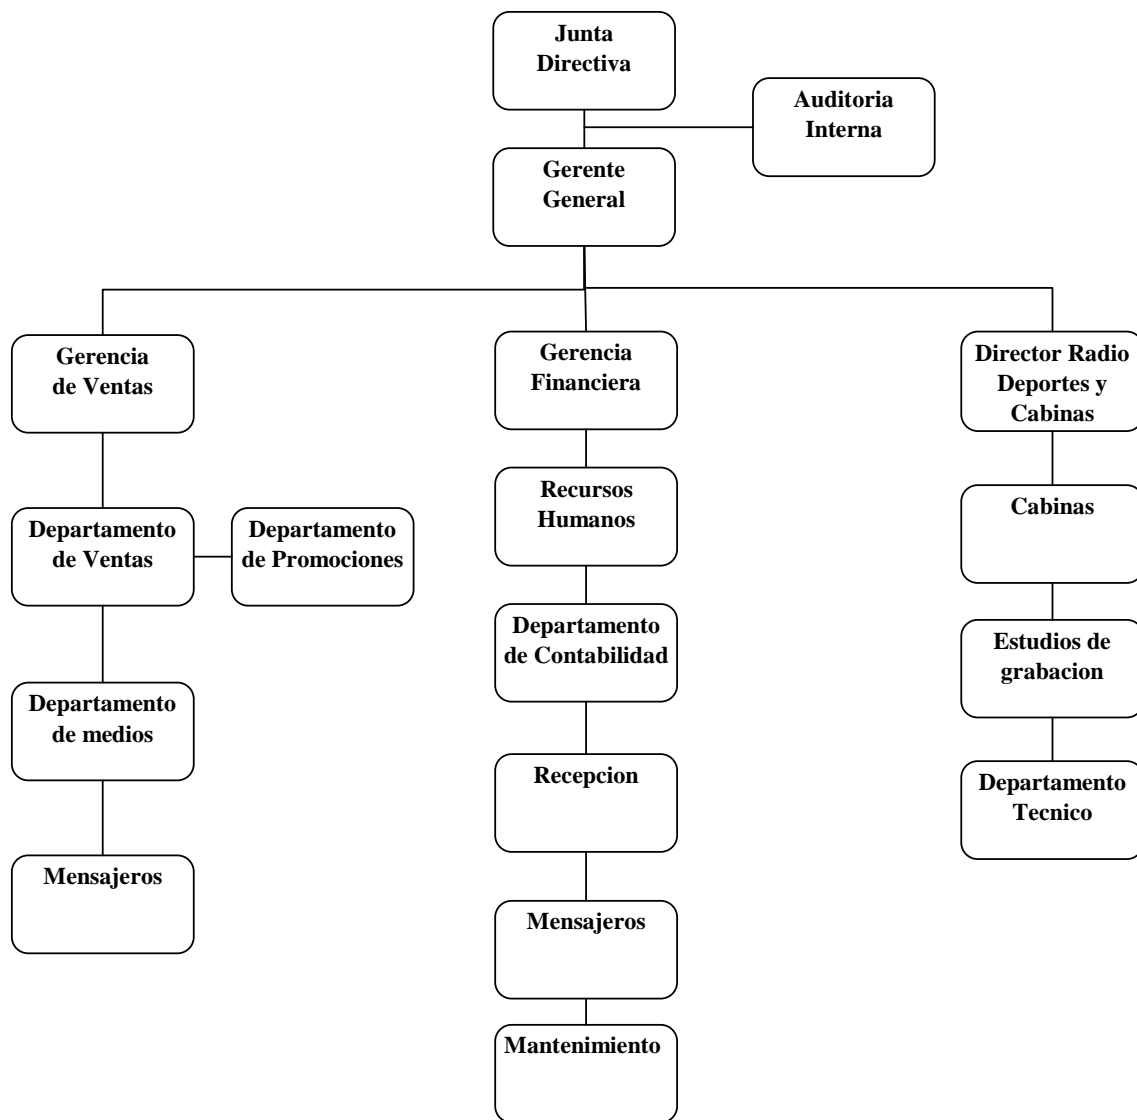 Junta
Directiva
Auditoria
Interna
Gerente
General
Gerencia
de Ventas
Gerencia
Financiera
Director Radio
Deportes y
Cabinas
Recursos
Humanos
Cabinas
Departamento
de Ventas
Departamento
de Promociones
Departamento
de Contabilidad
Estudios de
grabacion
Departamento
de medios
Recepcion
Departamento
Tecnico
Mensajeros
Mensajeros
Mantenimiento